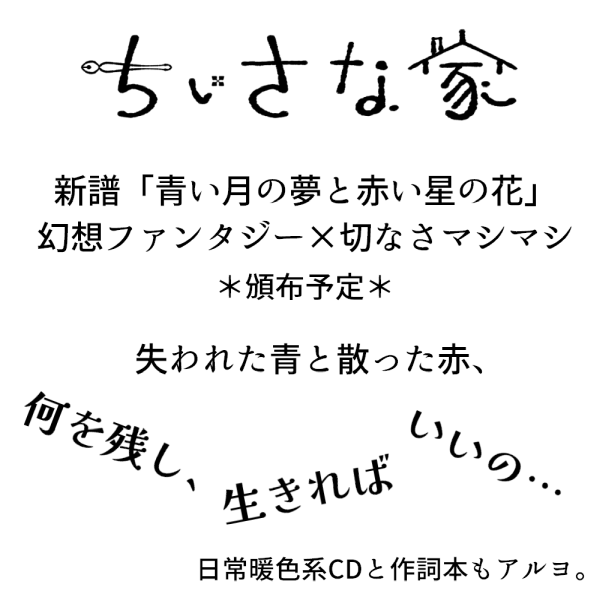 ちいさな家
新譜「青い月の夢と赤い星の花」
幻想ファンタジー×切なさマシマシ
＊頒布予定＊
失われた青と散った赤、
何を残し、生きればいいの…
日常暖色系CDと作詞本もアルヨ。